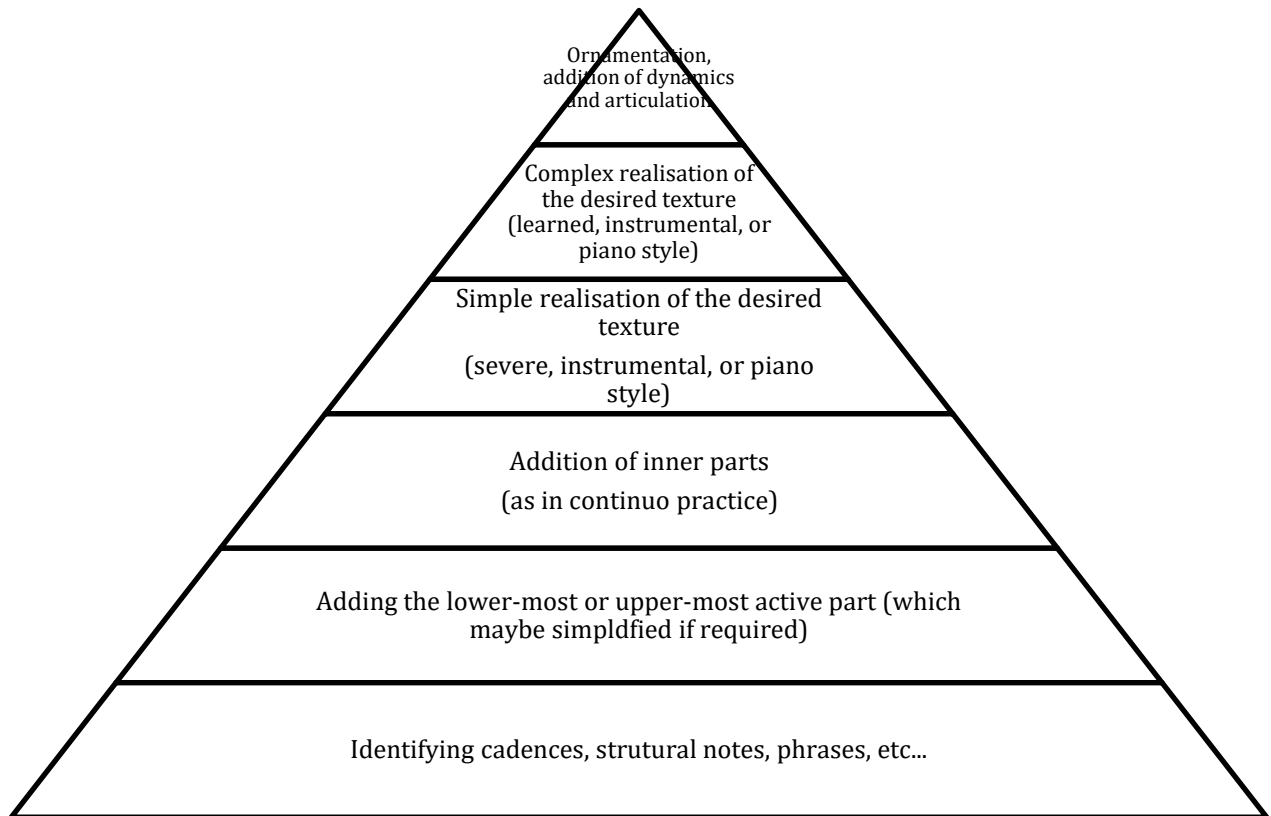 Ornamentation,
addition of dynamics
and articulation
Complex realisation of
the desired texture
(learned, instrumental, or
piano style)
Simple realisation of the desired
texture
(severe, instrumental, or piano
style)
Addition of inner parts
(as in continuo practice)
Adding the lower-most or upper-most active part (which
maybe simpldfied if required)
Identifying cadences, strutural notes, phrases, etc...